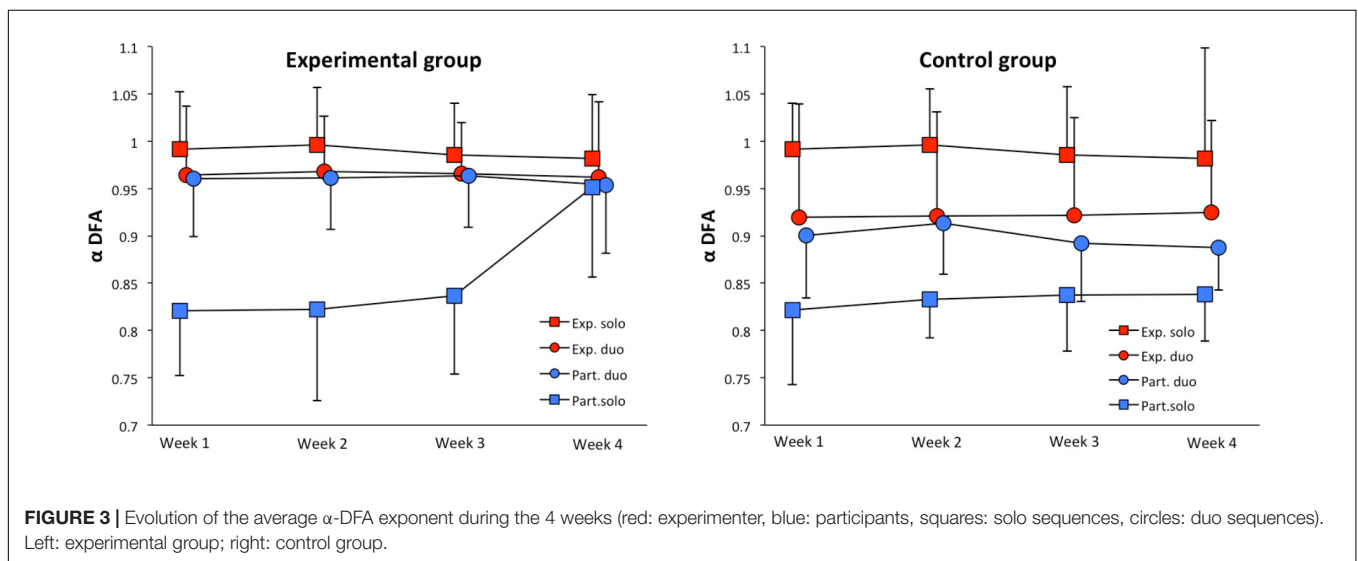 Experimental group
1.1
1.05
1
0.95
0.9
0.85
0.8
0.75
0.7
α DFA
Week 1 Week 2 Week 3 Week 4
Exp. solo
Exp. duo
Part. duo
Part.solo
Control group
1.1
1.05
1
0.95
0.9
0.85
0.8
0.75
0.7
α DFA
Week 1 Week 2 Week 3 Week 4
Exp. solo
Exp. duo
Part. duo
Part.solo
FIGURE 3 | Evolution of the average α-DFA exponent during the 4 weeks (red: experimenter, blue: participants, squares: solo sequences, circles: duo sequences).
Left: experimental group; right: control group.